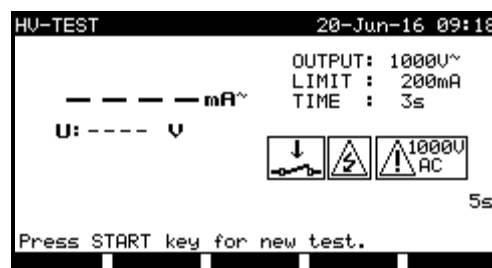 HV-TEST 20-Jun-16 09:18
OUTPUT: 1000V~
LIMIT : 200mA
– – – – mA~ TIME : 3s
U: - - - - V
1000V
AC
5s
Press START key for new test.